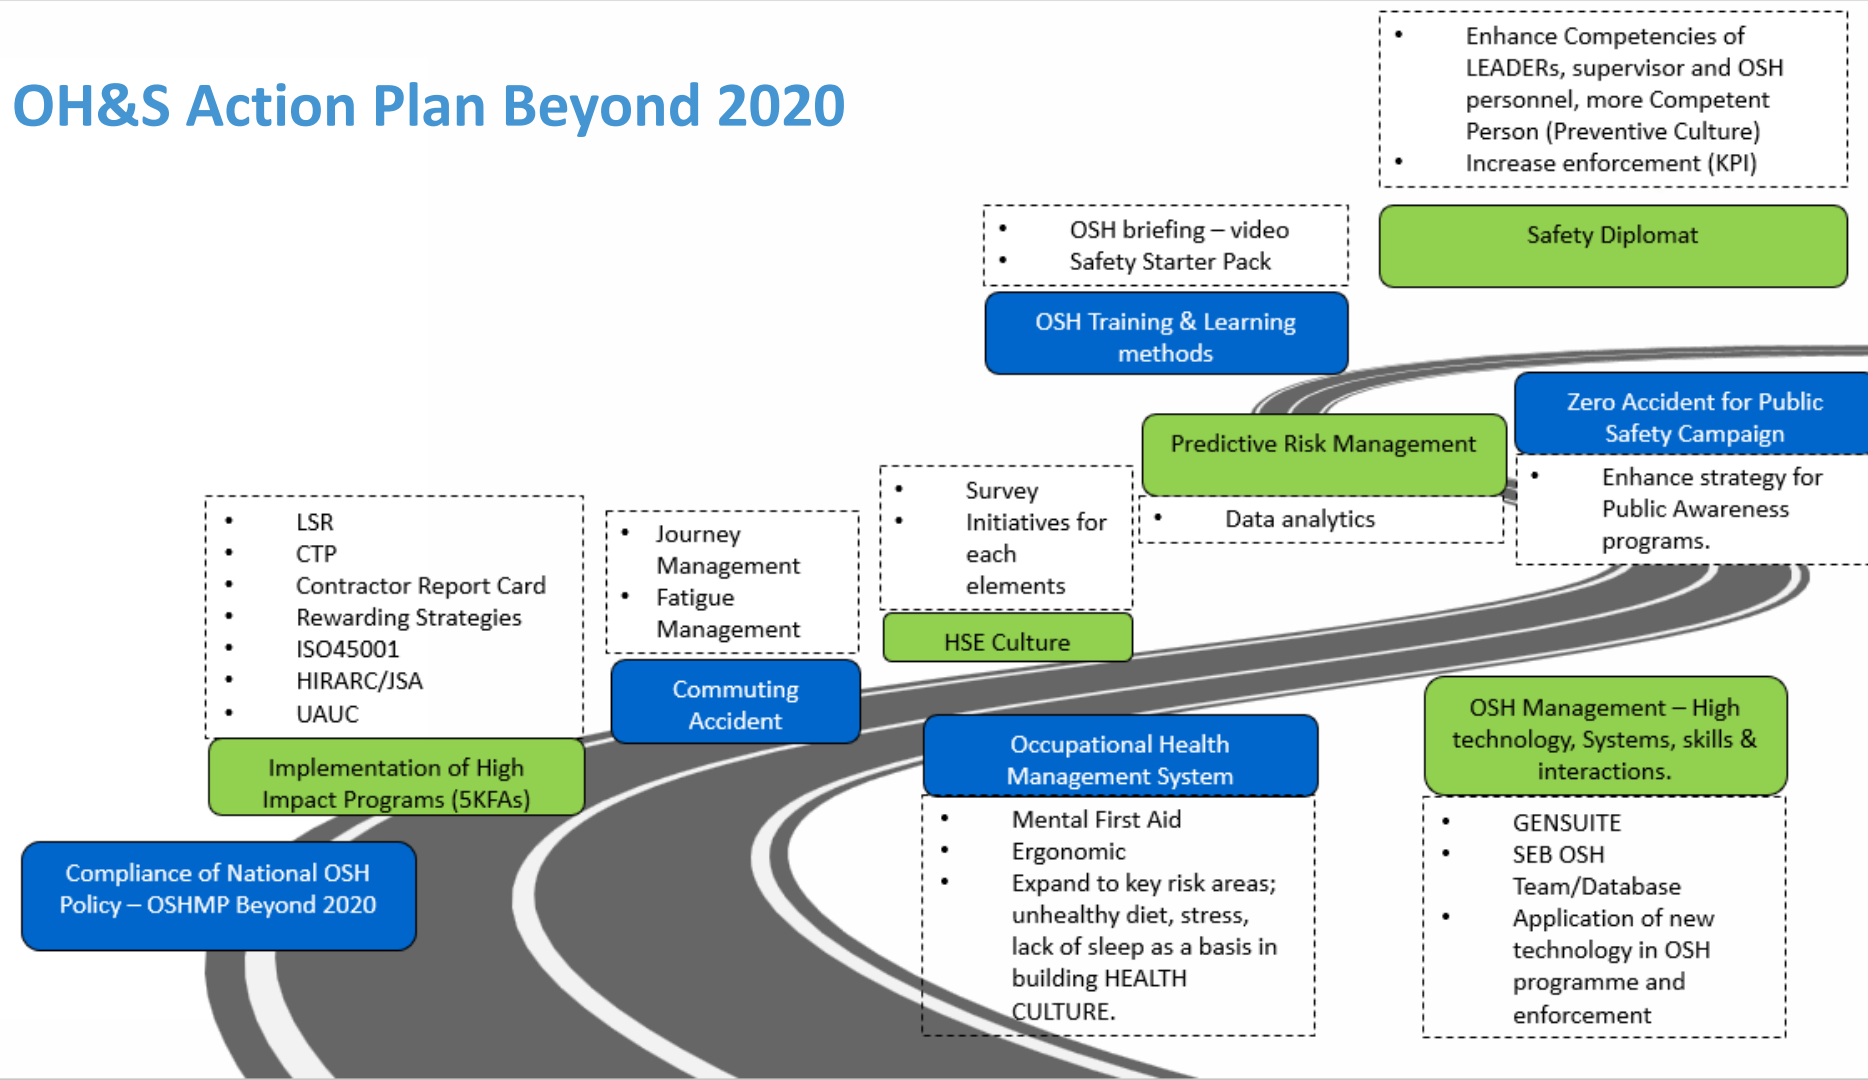 OH&S Action Plan Beyond 2020
• Enhance Competencies of
LEADERs, supervisor and OSH
personnel, more Competent
Person (Preventive Culture)
• Increase enforcement (KPI)
Safety Diplomat
• OSH briefing – video
• Safety Starter Pack
OSH Training & Learning
methods
Zero Accident for Public
Safety Campaign
• Enhance strategy for
Public Awareness
programs.
Predictive Risk Management
• Data analytics
• Survey
• Initiatives for
each
elements
HSE Culture
• Journey
Management
• Fatigue
Management
Commuting
Accident
• LSR
• CTP
• Contractor Report Card
• Rewarding Strategies
• ISO45001
• HIRARC/JSA
• UAUC
Implementation of High
Impact Programs (5KFAs)
Compliance of National OSH
Policy – OSHMP Beyond 2020
Occupational Health
Management System
• Mental First Aid
• Ergonomic
• Expand to key risk areas;
unhealthy diet, stress,
lack of sleep as a basis in
building HEALTH
CULTURE.
OSH Management – High
technology, Systems, skills &
interactions.
• GENSUITE
• SEB OSH
Team/Database
• Application of new
technology in OSH
programme and
enforcement